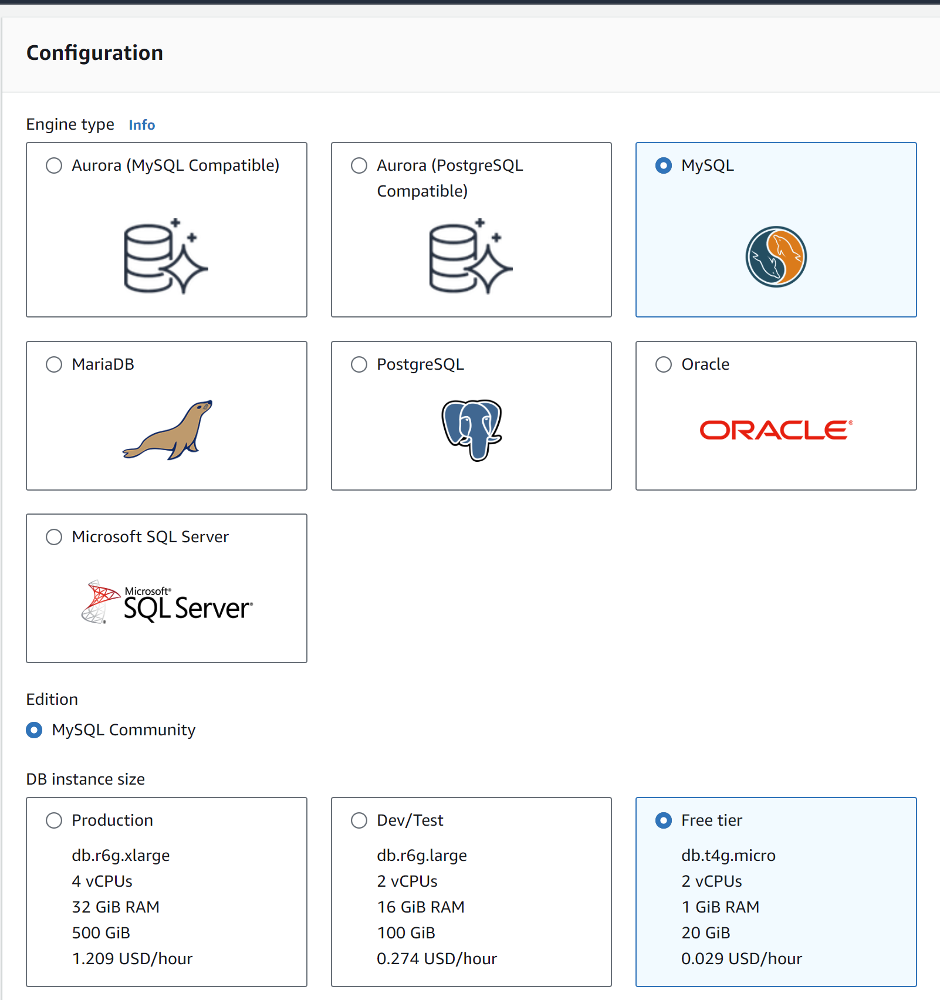 Configuration
Engine type Info
Aurora (MySQL Compatible)
Aurora (PostgreSQL
Compatible)
MySQL
MariaDB
PostgreSQL
Oracle
ORACLE
Microsoft SQL Server
Microsoft®
SQL Server®
Edition
MySQL Community
DB instance size
Production
db.r6g.xlarge
4 vCPUs
32 GiB RAM
500 GiB
1.209 USD/hour
Dev/Test
db.r6g.large
2 vCPUs
16 GiB RAM
100 GiB
0.274 USD/hour
Free tier
db.t4g.micro
2 vCPUs
1 GiB RAM
20 GiB
0.029 USD/hour